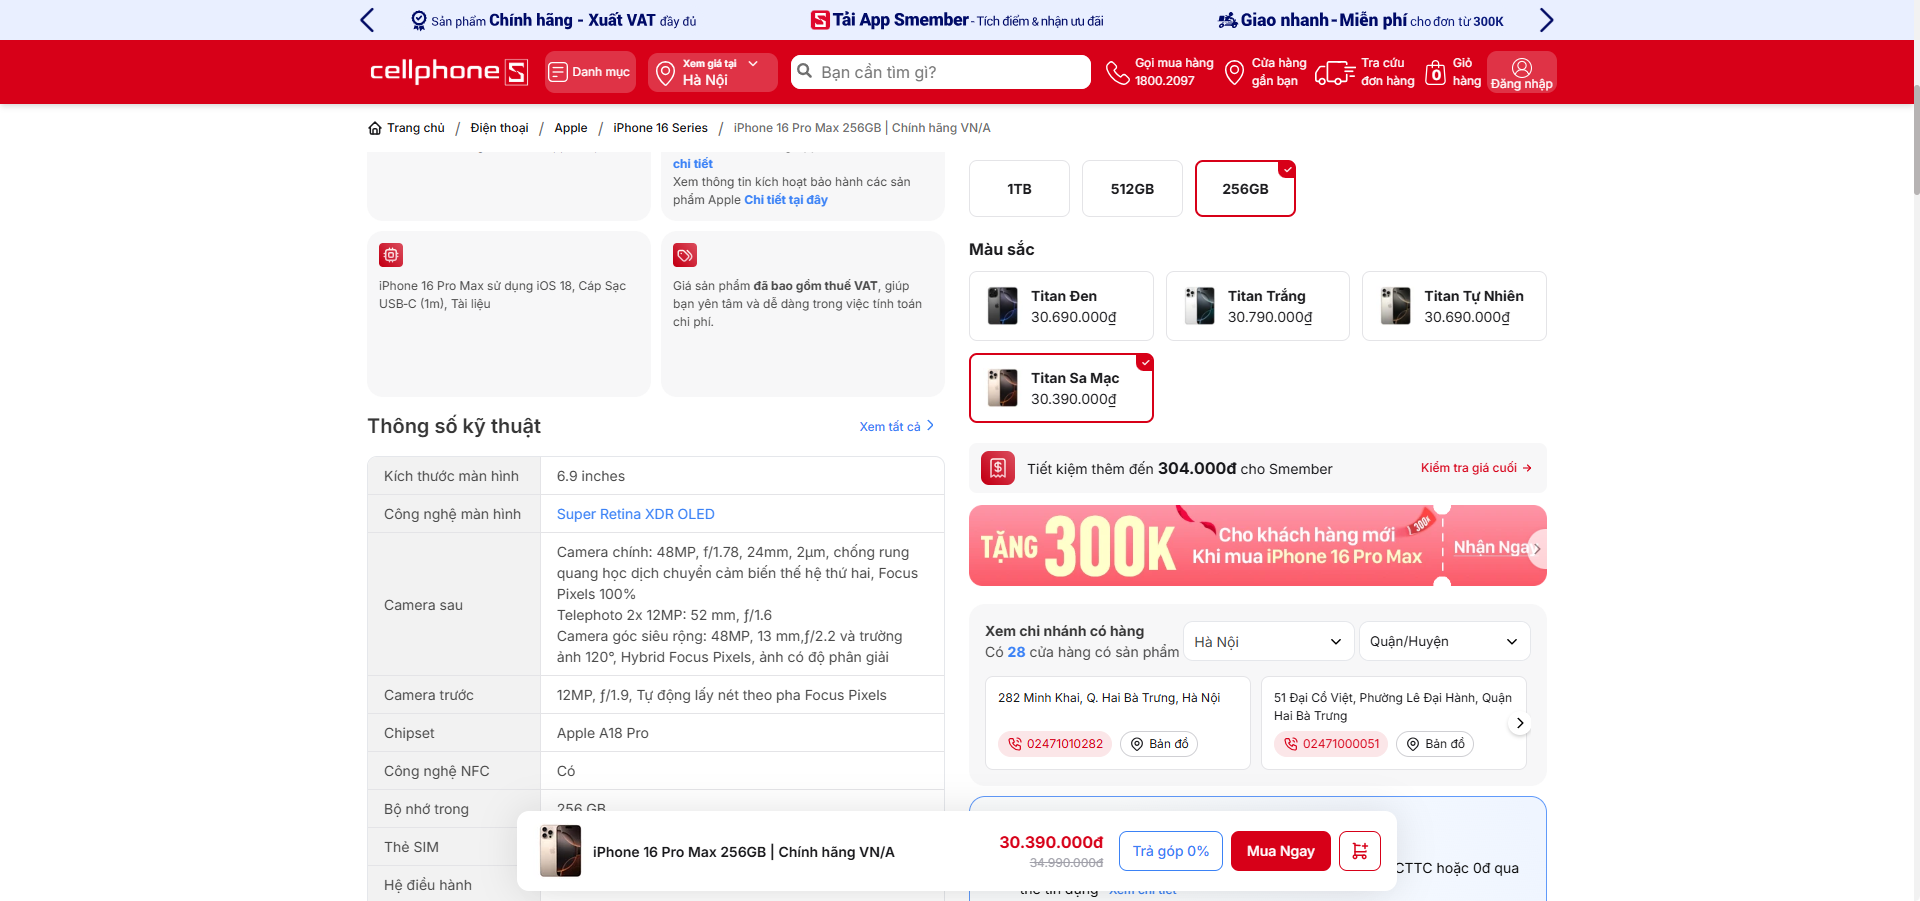 Sản phẩm Chính hãng - Xuất VAT đầy đủ
Tải App Smember - Tích điểm & nhận ưu đãi
Giao nhanh - Miễn phí cho đơn từ 300K
cellphoneS
Danh mục
Xem giá tại
Hà Nội
Bạn cần tìm gì?
Gọi mua hàng
1800.2097
Cửa hàng
gần bạn
Tra cứu
đơn hàng
0
Giỏ
hàng
Đăng nhập
Trang chủ / Điện thoại / Apple / iPhone 16 Series / iPhone 16 Pro Max 256GB | Chính hãng VN/A
chi tiết
Xem thông tin kích hoạt bảo hành các sản
phẩm Apple Chi tiết tại đây
iPhone 16 Pro Max sử dụng iOS 18, Cáp Sạc
USB-C (1m), Tài liệu
Giá sản phẩm đã bao gồm thuế VAT, giúp
bạn yên tâm và dễ dàng trong việc tính toán
chi phí.
Thông số kỹ thuật
Xem tất cả
Kích thước màn hình
6.9 inches
Công nghệ màn hình
Super Retina XDR OLED
Camera sau
Camera chính: 48MP, f/1.78, 24mm, 2µm, chống rung
quang học dịch chuyển cảm biến thế hệ thứ hai, Focus
Pixels 100%
Telephoto 2x 12MP: 52 mm, ƒ/1.6
Camera góc siêu rộng: 48MP, 13 mm,ƒ/2.2 và trường
ảnh 120°, Hybrid Focus Pixels, ảnh có độ phân giải
Camera trước
12MP, ƒ/1.9, Tự động lấy nét theo pha Focus Pixels
Chipset
Apple A18 Pro
Công nghệ NFC
Có
Bộ nhớ trong
256 GB
Thẻ SIM
Hệ điều hành
1TB
512GB
256GB
Màu sắc
Titan Đen
30.690.000₫
Titan Trắng
30.790.000₫
Titan Tự Nhiên
30.690.000₫
Titan Sa Mạc
30.390.000₫
Tiết kiệm thêm đến 304.000đ cho Smember
Kiểm tra giá cuối →
TẶNG 300K
Cho khách hàng mới
Khi mua iPhone 16 Pro Max
300K
Nhận Ngay
Xem chi nhánh có hàng
Có 28 cửa hàng có sản phẩm
Hà Nội
Quận/Huyện
282 Minh Khai, Q. Hai Bà Trưng, Hà Nội
02471010282
Bản đồ
51 Đại Cồ Việt, Phường Lê Đại Hành, Quận
Hai Bà Trưng
02471000051
Bản đồ
CTTC hoặc 0đ qua
thẻ tín dụng Xem chi tiết
iPhone 16 Pro Max 256GB | Chính hãng VN/A
30.390.000đ
34.990.000đ
Trả góp 0%
Mua Ngay